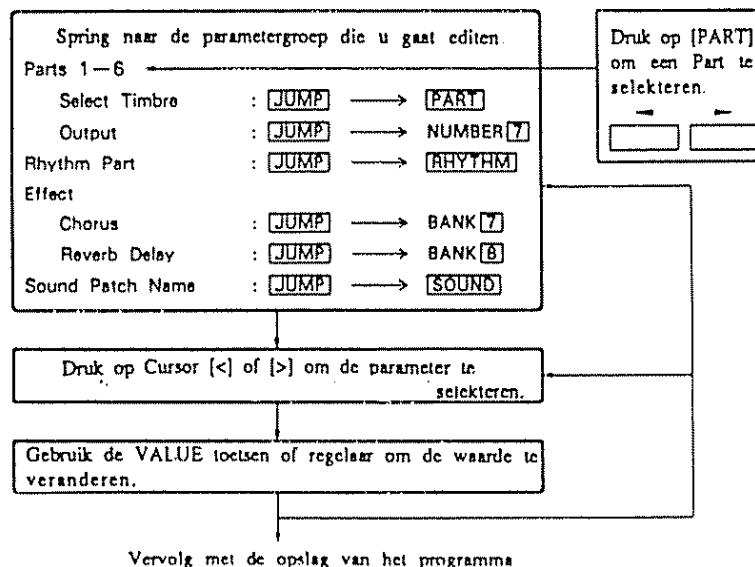 Spring naar de parametergroep die u gaat editen
Parts 1—6
Select Timbre : [JUMP] → [PART]
Output : [JUMP] → NUMBER [7]
Rhythm Part : [JUMP] → [RHYTHM]
Effect
Chorus : [JUMP] → BANK [7]
Reverb Delay : [JUMP] → BANK [8]
Sound Patch Name : [JUMP] → [SOUND]
Druk op [PART]
om een Part te
selekteren.
Druk op Cursor [<] of [>] om de parameter te
selekteren.
Gebruik de VALUE toetsen of regelaar om de waarde te
veranderen.
Vervolg met de opslag van het programma